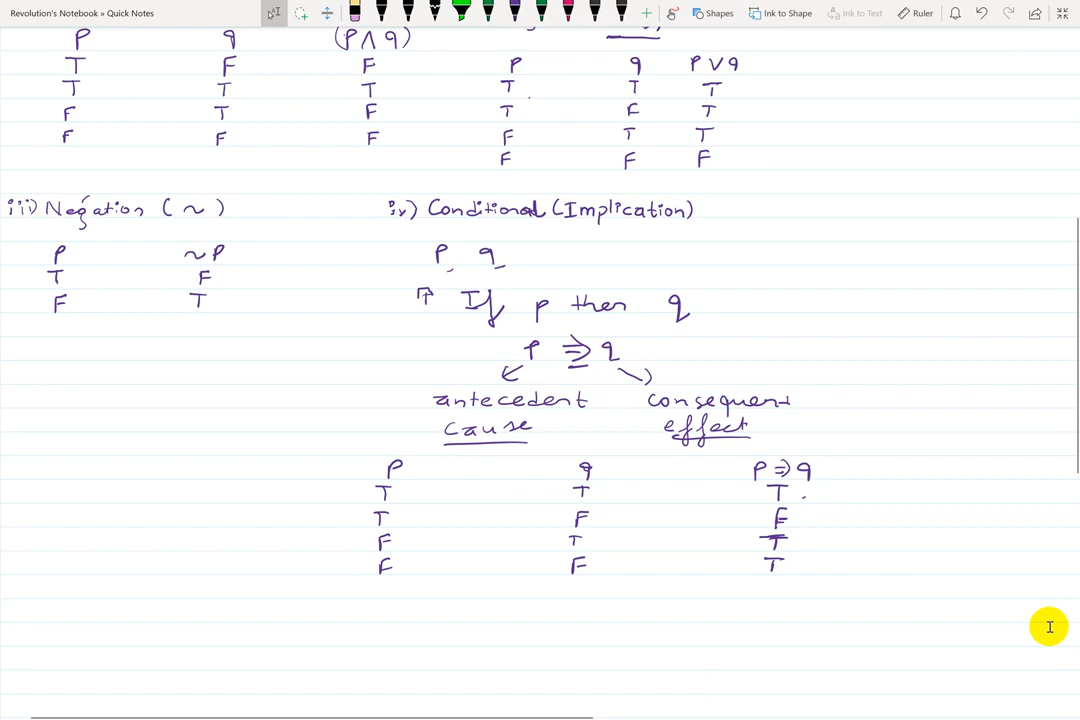 Revolution's Notebook » Quick Notes
Shapes Ink to Shape Ink to Text Ruler
P q (P ∧ q)
T F F
T T T
F T F
F F F
P q P ∨ q
T T T
T F T
F T T
F F F
iii) Negation ( ~ )
P ~P
T F
F T
iv) Conditional (Implication)
P, q
If p then q
P ⇒ q
antecedent consequent
cause effect
P q P ⇒ q
T T T
T F F
F T T
F F T